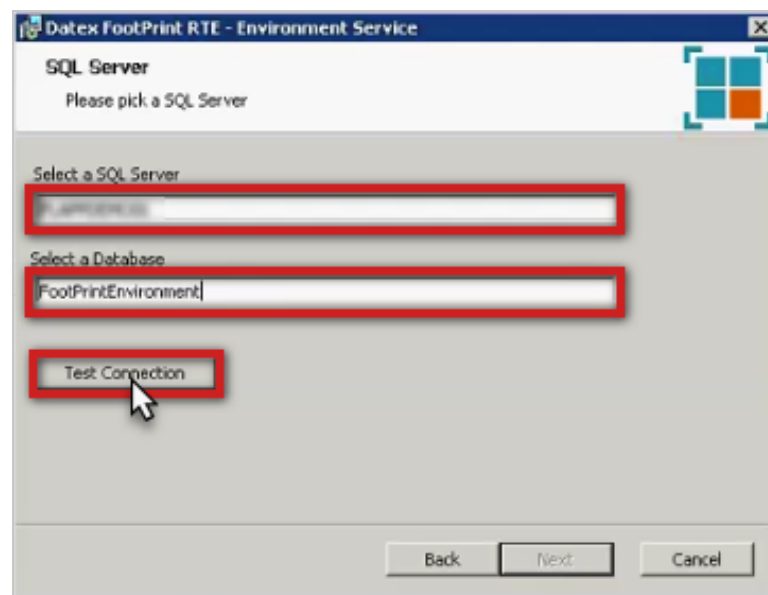 Datex FootPrint RTE - Environment Service
SQL Server
Please pick a SQL Server
Select a SQL Server
Select a Database
FootPrintEnvironment
Test Connection
Back Next Cancel